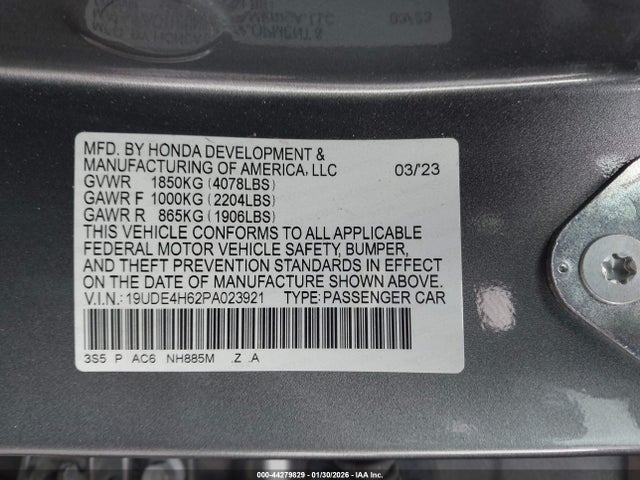 03/23
MFD. BY HONDA DEVELOPMENT &
MANUFACTURING OF AMERICA, LLC 03/'23
GVWR 1850KG (4078LBS)
GAWR F 1000KG (2204LBS)
GAWR R 865KG (1906LBS)
THIS VEHICLE CONFORMS TO ALL APPLICABLE
FEDERAL MOTOR VEHICLE SAFETY, BUMPER,
AND THEFT PREVENTION STANDARDS IN EFFECT
ON THE DATE OF MANUFACTURE SHOWN ABOVE.
V.I.N.: 19UDE4H62PA023921 TYPE: PASSENGER CAR
3S5 P AC6 NH885M .Z .A
000-44279829 - 01/30/2026 - IAA Inc.